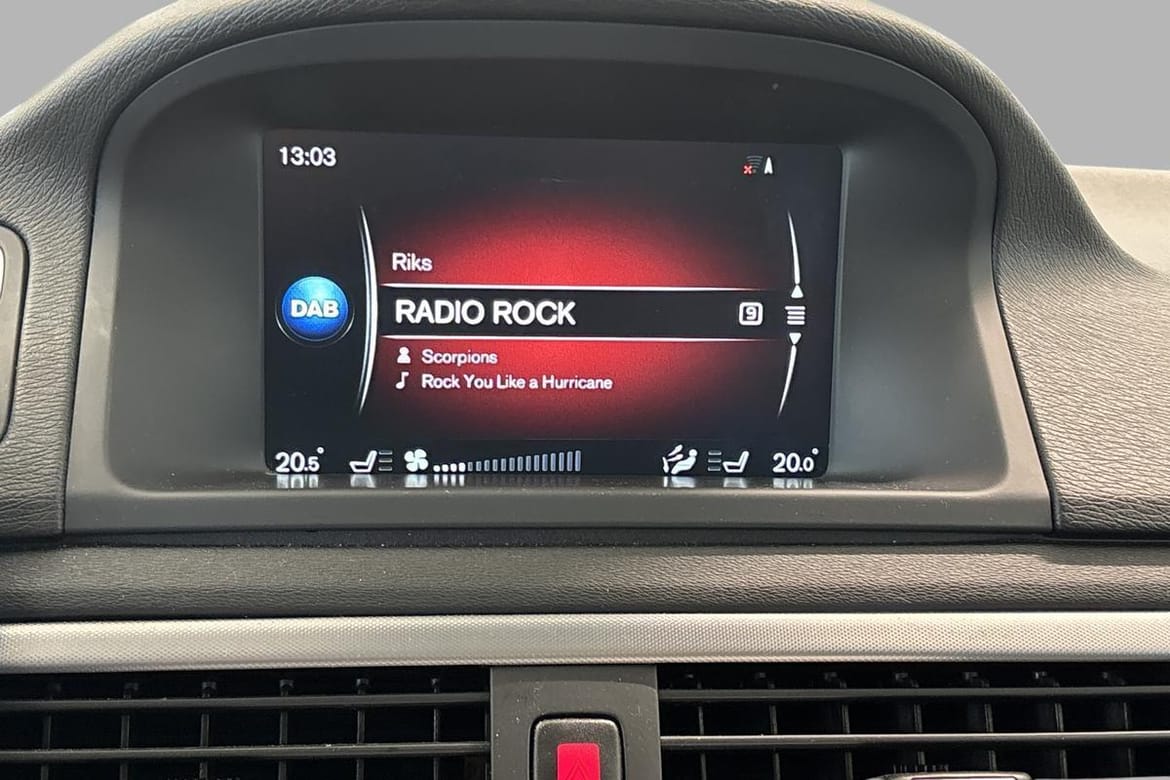 13:03
Riks
DAB
RADIO ROCK 9
Scorpions
Rock You Like a Hurricane
20.5° 20.0°